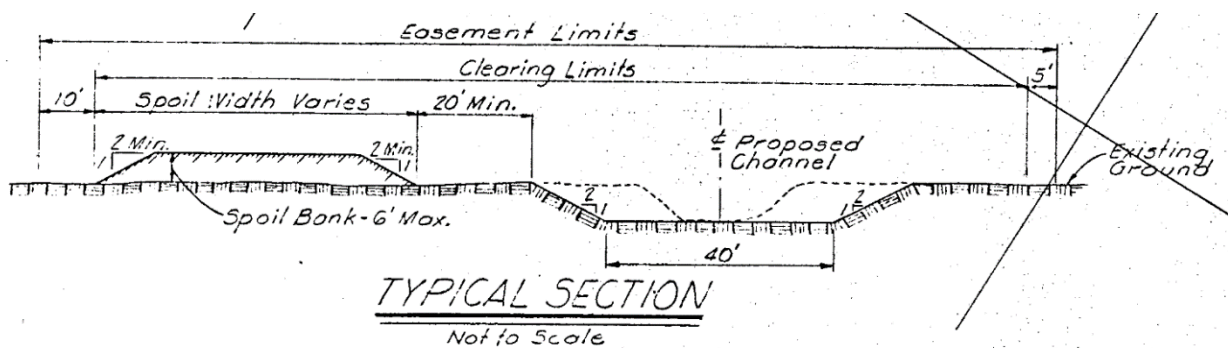 Easement Limits
Clearing Limits
10'
Spoil Width Varies
20' Min.
5'
2 Min.
1
2 Min.
1
℄ Proposed
Channel
Existing
Ground
Spoil Bank-6' Max.
2
1
2
1
40'
TYPICAL SECTION
Not to Scale